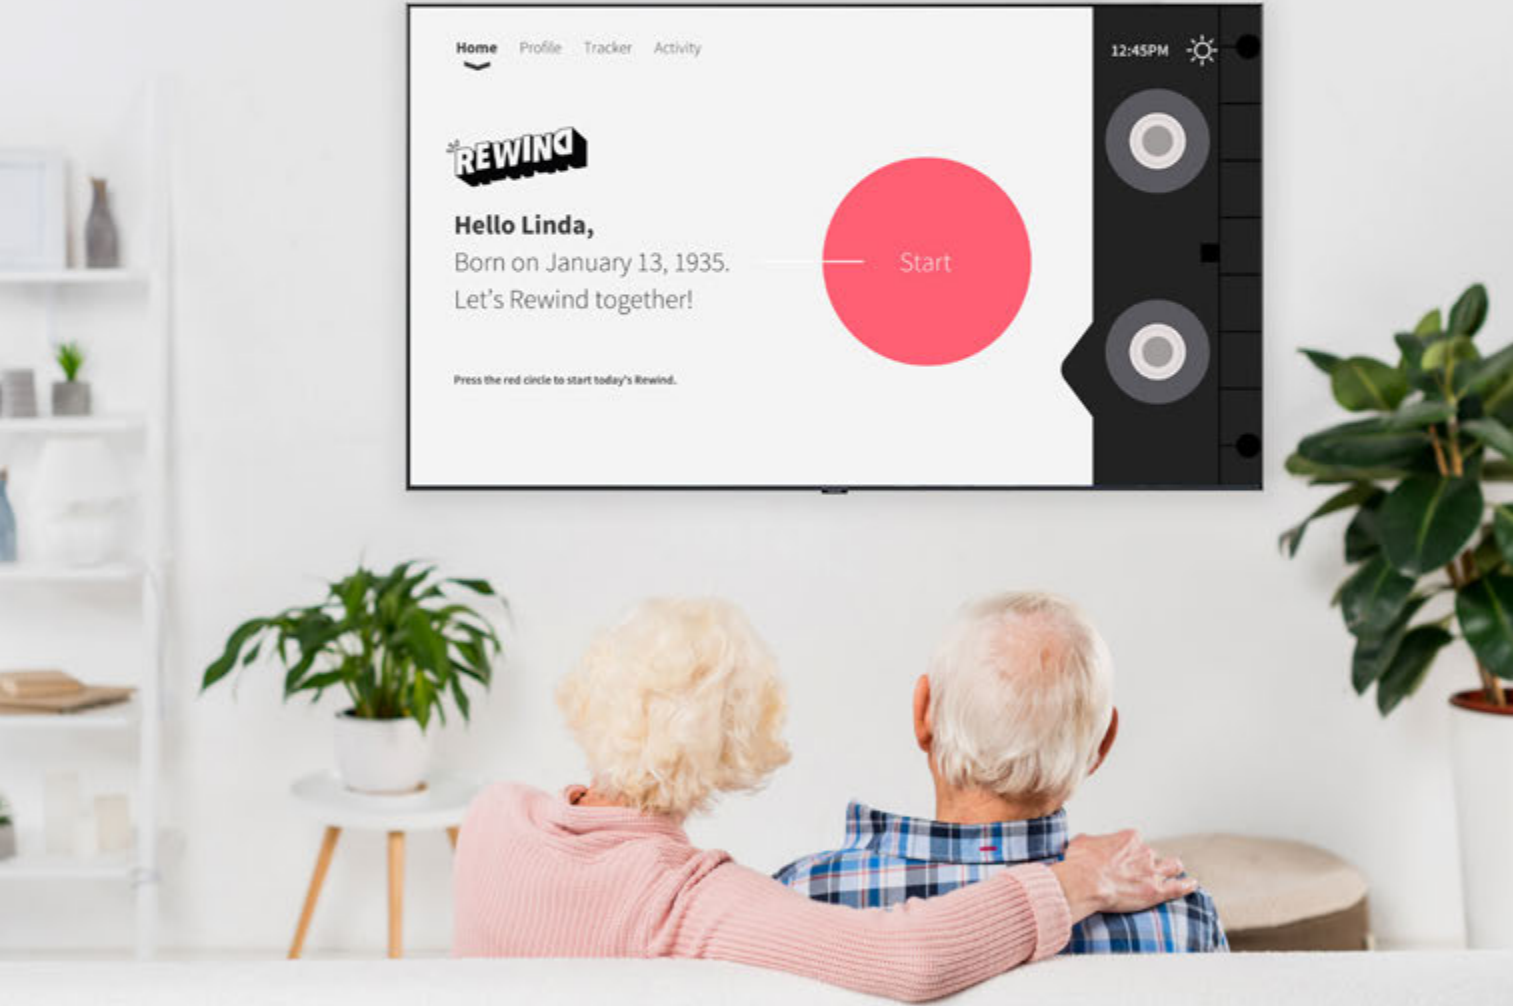 Home Profile Tracker Activity
12:45PM
REWIND
Hello Linda,
Born on January 13, 1935.
Let's Rewind together!
Start
Press the red circle to start today's Rewind.